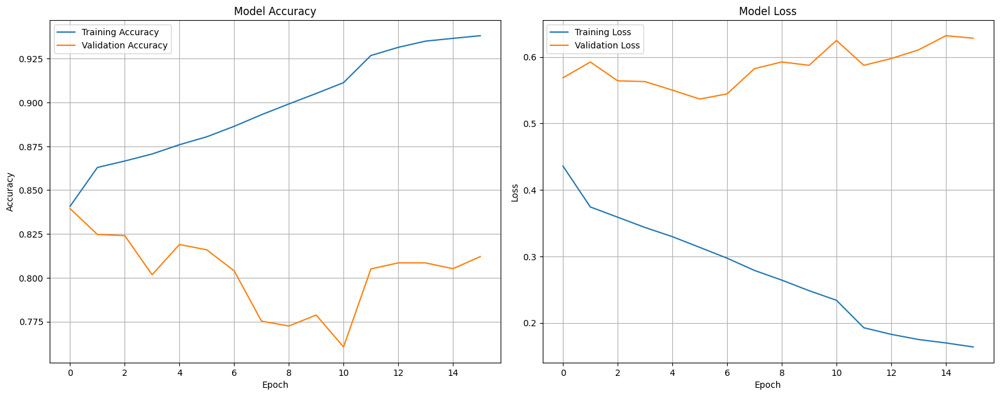 Model Accuracy
Training Accuracy
Validation Accuracy
0.925
0.900
0.875
0.850
0.825
0.800
0.775
Accuracy
0 2 4 6 8 10 12 14
Epoch
Model Loss
Training Loss
Validation Loss
0.6
0.5
0.4
0.3
0.2
Loss
0 2 4 6 8 10 12 14
Epoch